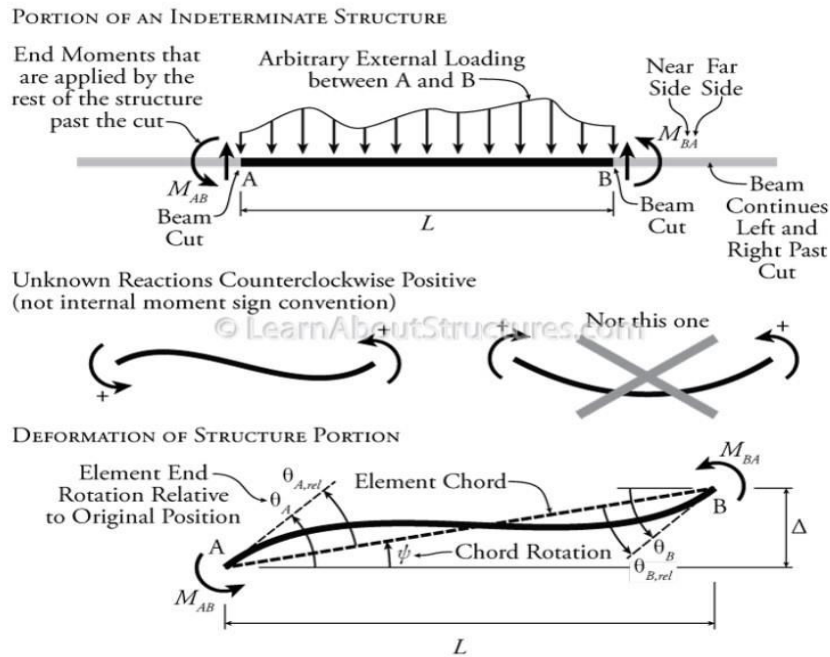 PORTION OF AN INDETERMINATE STRUCTURE
End Moments that
are applied by the
rest of the structure
past the cut
Arbitrary External Loading
between A and B
Near Far
Side Side
M_BA
M_AB
A
B
Beam
Cut
L
Beam
Cut
Beam
Continues
Left and
Right Past
Cut
Unknown Reactions Counterclockwise Positive
(not internal moment sign convention)
© LearnAboutStructures.com
Not this one
+
+
+
+
DEFORMATION OF STRUCTURE PORTION
Element End
Rotation Relative
to Original Position
θ_A,rel
θ_A
Element Chord
M_BA
B
A
ψ
Chord Rotation
θ_B
θ_B,rel
Δ
M_AB
L